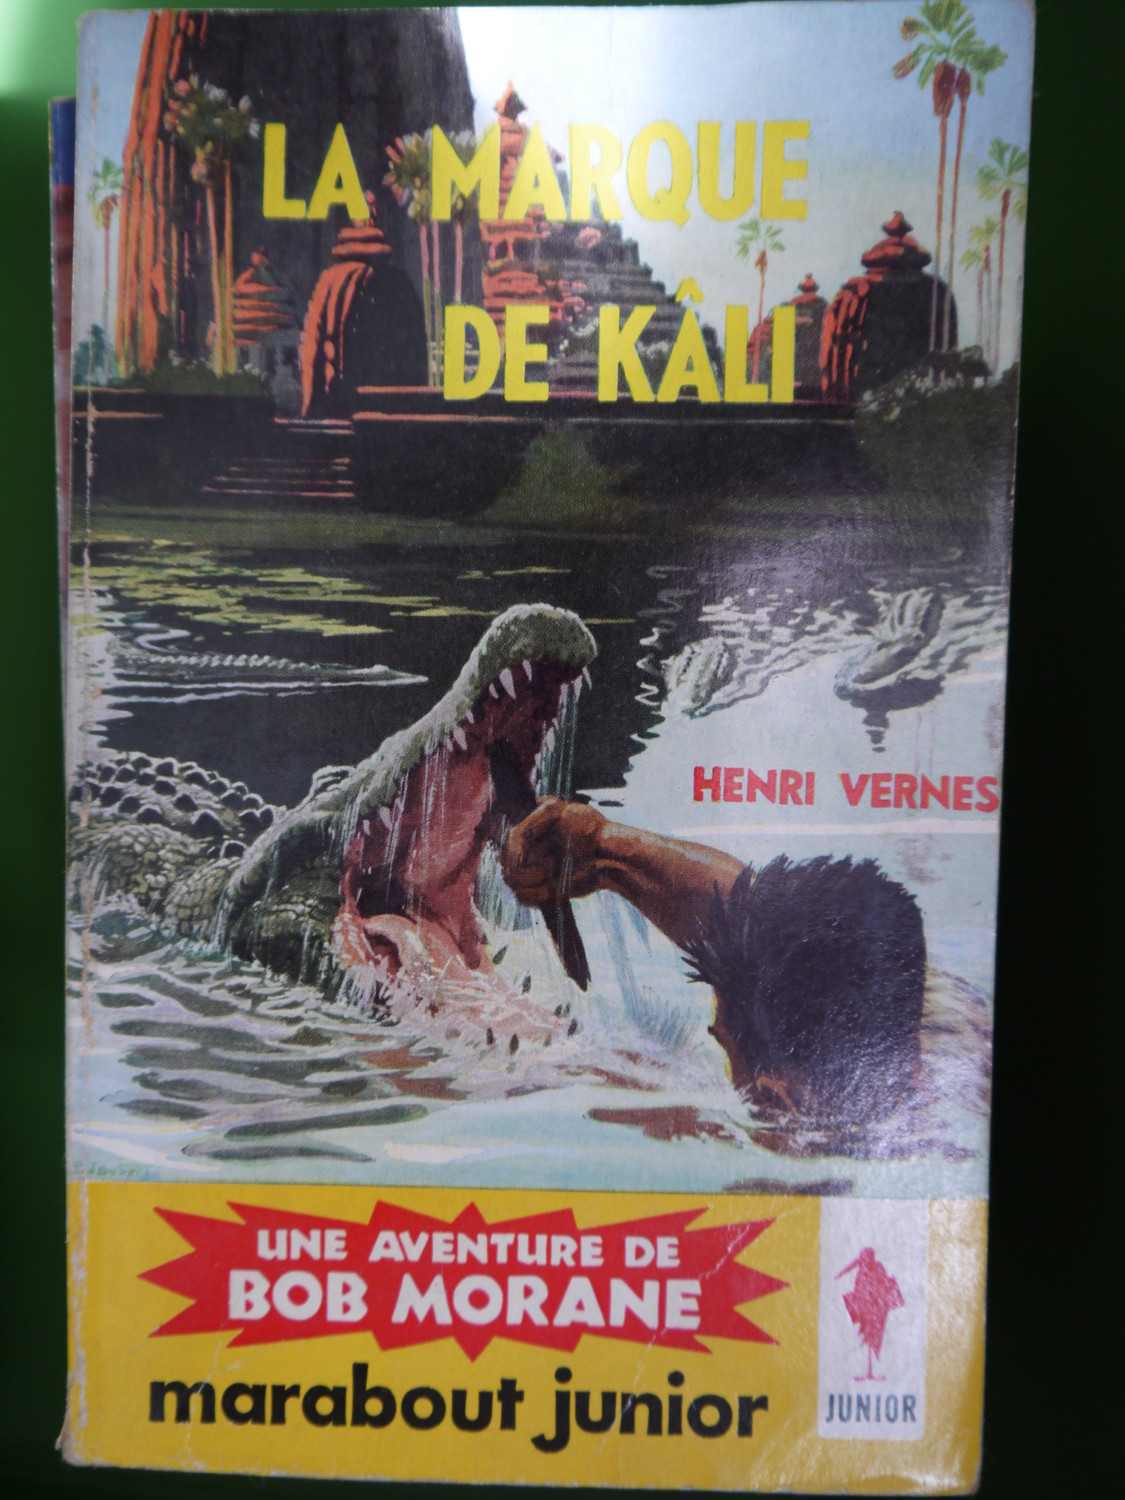 LA MARQUE
DE KÂLI
HENRI VERNES
UNE AVENTURE DE
BOB MORANE
marabout junior
JUNIOR